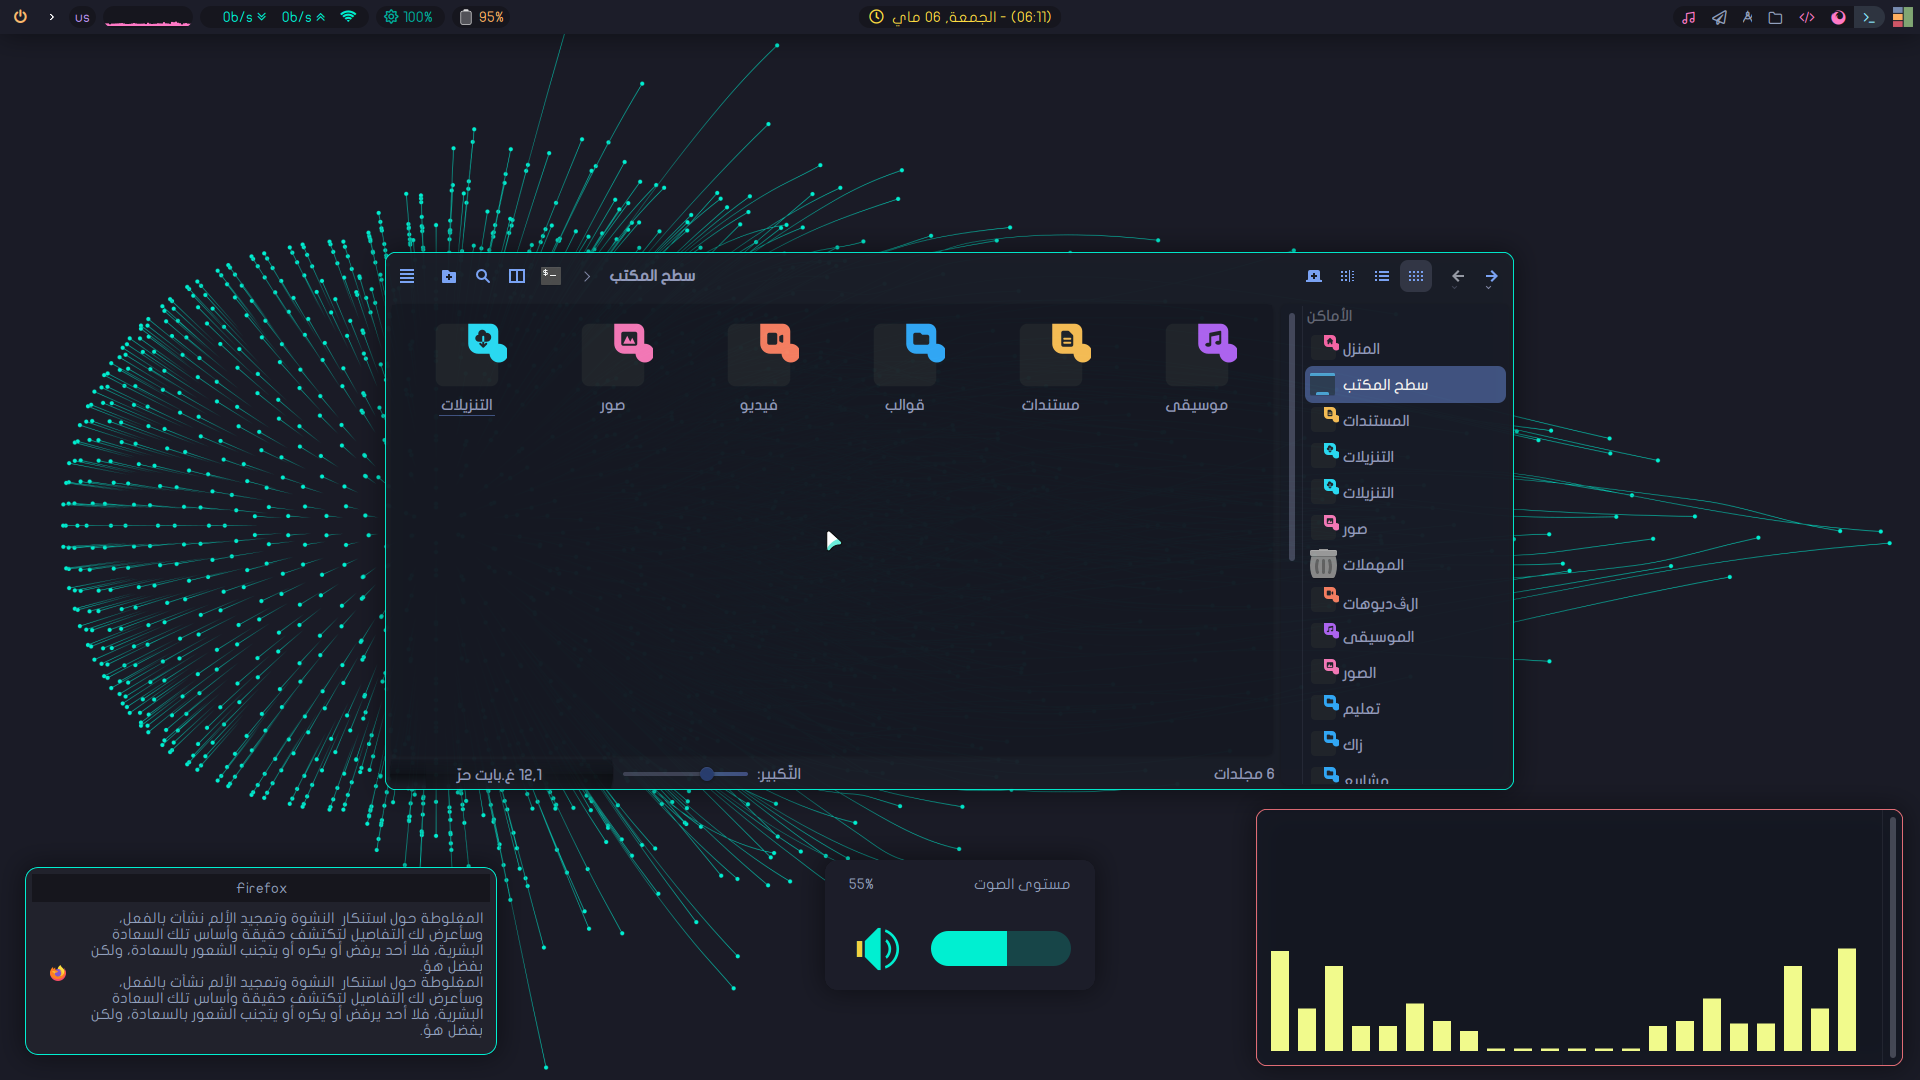 us
0b/s
0b/s
100%
95%
الجمعة, 06 ماي - (06:11)
سطح المكتب
التنزيلات
صور
فيديو
قوالب
مستندات
موسيقى
الأماكن
المنزل
سطح المكتب
المستندات
التنزيلات
التنزيلات
صور
المهملات
الڤديوهات
الموسيقى
الصور
تعليم
زاك
مشاريع
6 مجلدات
التّكبير:
12,1 غ.بايت حرّ
Firefox
المغلوطة حول استنكار النشوة وتمجيد الألم نشأت بالفعل،
وسأعرض لك التفاصيل لتكتشف حقيقة وأساس تلك السعادة
البشرية، فلا أحد يرفض أو يكره أو يتجنب الشعور بالسعادة، ولكن
بفضل هؤ.
المغلوطة حول استنكار النشوة وتمجيد الألم نشأت بالفعل،
وسأعرض لك التفاصيل لتكتشف حقيقة وأساس تلك السعادة
البشرية، فلا أحد يرفض أو يكره أو يتجنب الشعور بالسعادة، ولكن
بفضل هؤ.
مستوى الصوت
55%